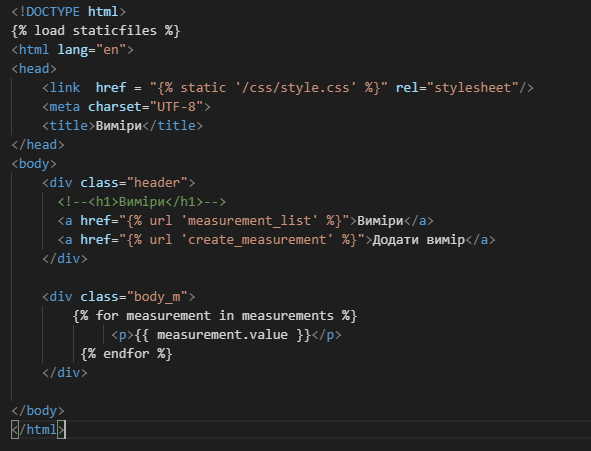 <!DOCTYPE html>
{% load staticfiles %}
<html lang="en">
<head>
    <link  href = "{% static '/css/style.css' %}" rel="stylesheet"/>
    <meta charset="UTF-8">
    <title>Виміри</title>
</head>
<body>
    <div class="header">
      <!--<h1>Виміри</h1>-->
      <a href="{% url 'measurement_list' %}">Виміри</a>
      <a href="{% url 'create_measurement' %}">Додати вимір</a>
    </div>

    <div class="body_m">
        {% for measurement in measurements %}
             <p>{{ measurement.value }}</p>
         {% endfor %}
    </div>

</body>
</html>